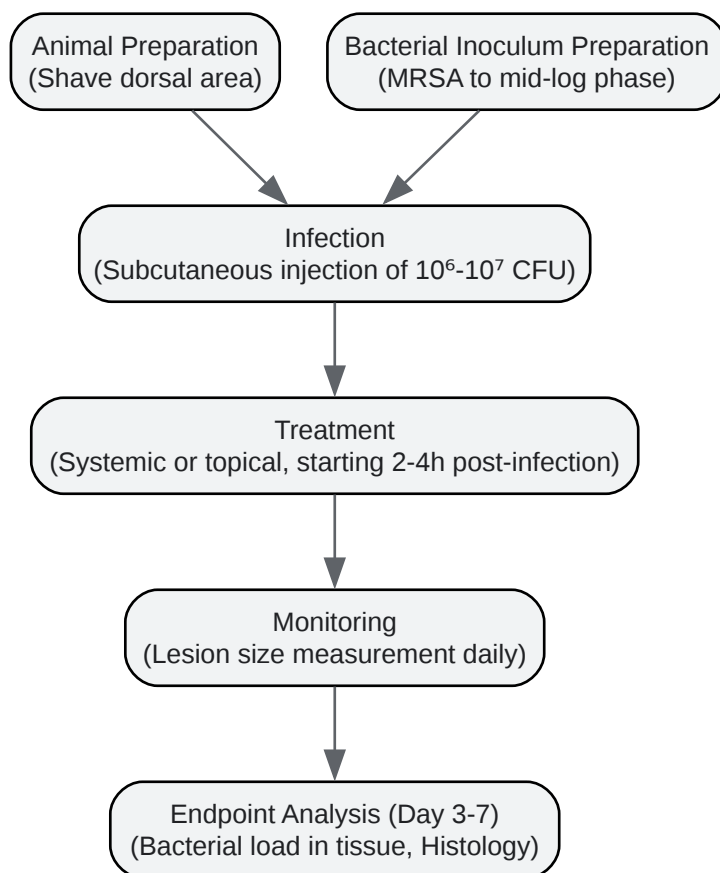 Animal Preparation
(Shave dorsal area)
Bacterial Inoculum Preparation
(MRSA to mid-log phase)
Infection
(Subcutaneous injection of 10⁶-10⁷ CFU)
Treatment
(Systemic or topical, starting 2-4h post-infection)
Monitoring
(Lesion size measurement daily)
Endpoint Analysis (Day 3-7)
(Bacterial load in tissue, Histology)